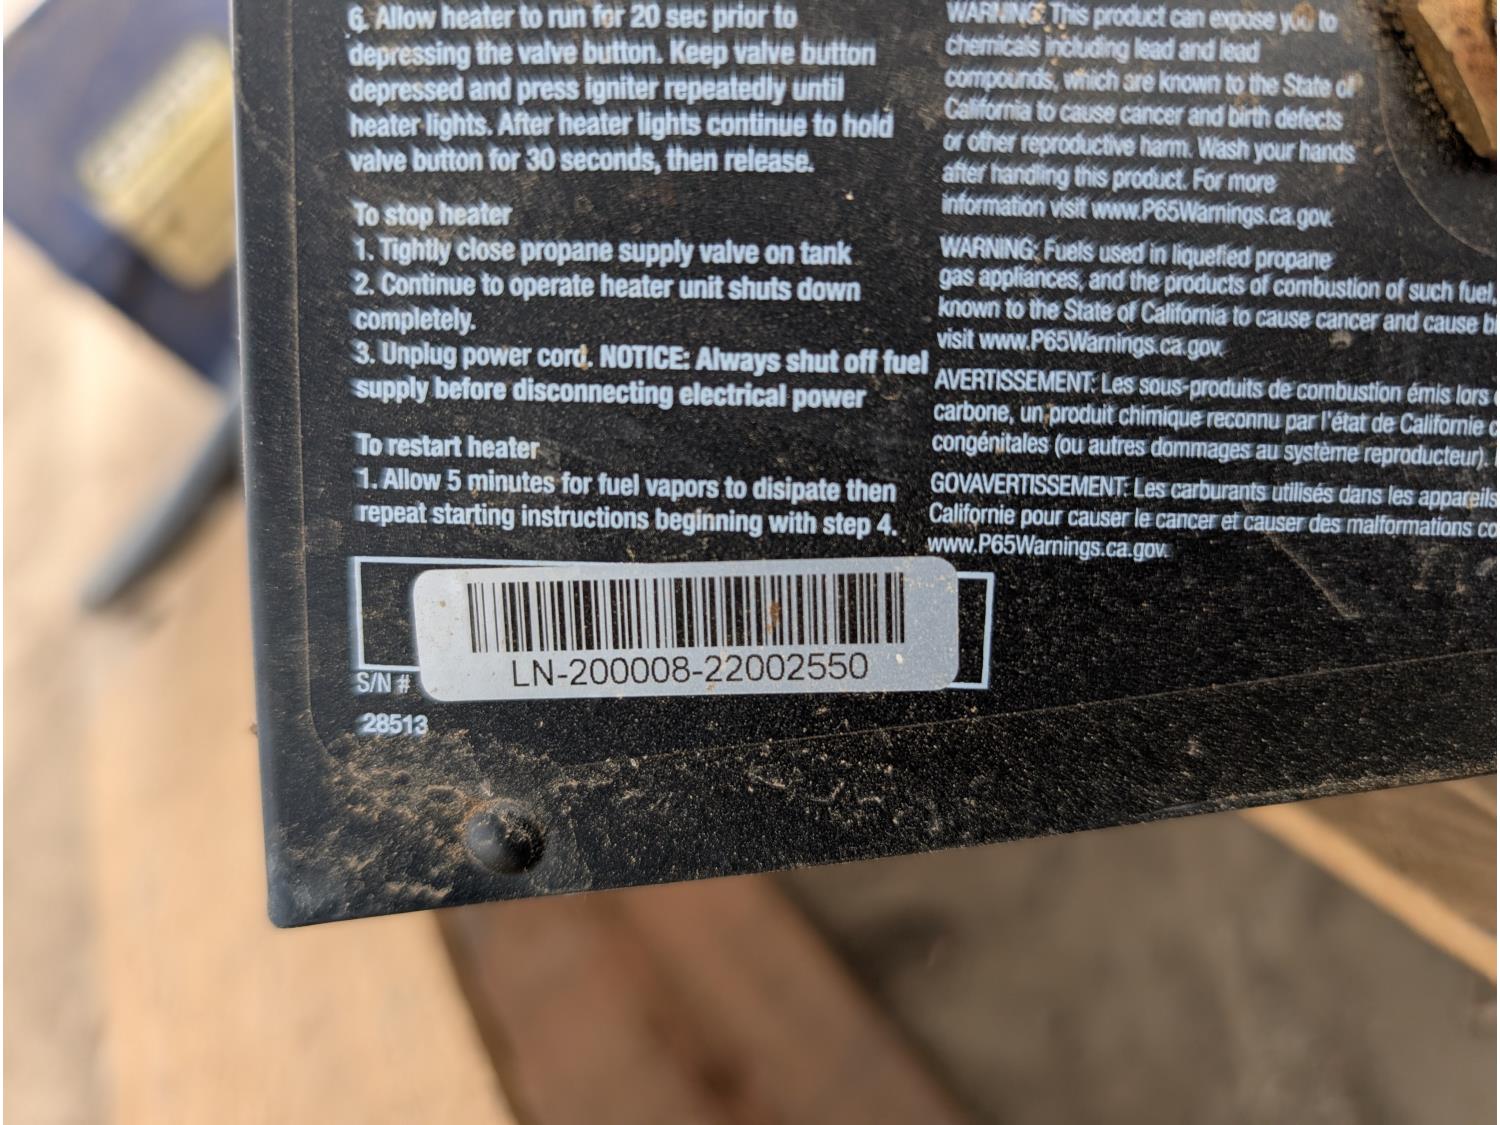 6. Allow heater to run for 20 sec prior to
depressing the valve button. Keep valve button
depressed and press igniter repeatedly until
heater lights. After heater lights continue to hold
valve button for 30 seconds, then release.
To stop heater
1. Tightly close propane supply valve on tank
2. Continue to operate heater unit shuts down
completely.
3. Unplug power cord. NOTICE: Always shut off fuel
supply before disconnecting electrical power
To restart heater
1. Allow 5 minutes for fuel vapors to disipate then
repeat starting instructions beginning with step 4.
LN-200008-22002550
S/N #
28513
WARNING: This product can expose you to
chemicals including lead and lead
compounds, which are known to the State of
California to cause cancer and birth defects
or other reproductive harm. Wash your hands
after handling this product. For more
information visit www.P65Warnings.ca.gov.
WARNING: Fuels used in liquefied propane
gas appliances, and the products of combustion of such fuel,
known to the State of California to cause cancer and cause
visit www.P65Warnings.ca.gov.
AVERTISSEMENT: Les sous-produits de combustion émis lors
carbone, un produit chimique reconnu par l'état de Californie
congénitales (ou autres dommages au système reproducteur).
GOVAVERTISSEMENT: Les carburants utilisés dans les appareils
Californie pour causer le cancer et causer des malformations
www.P65Warnings.ca.gov.